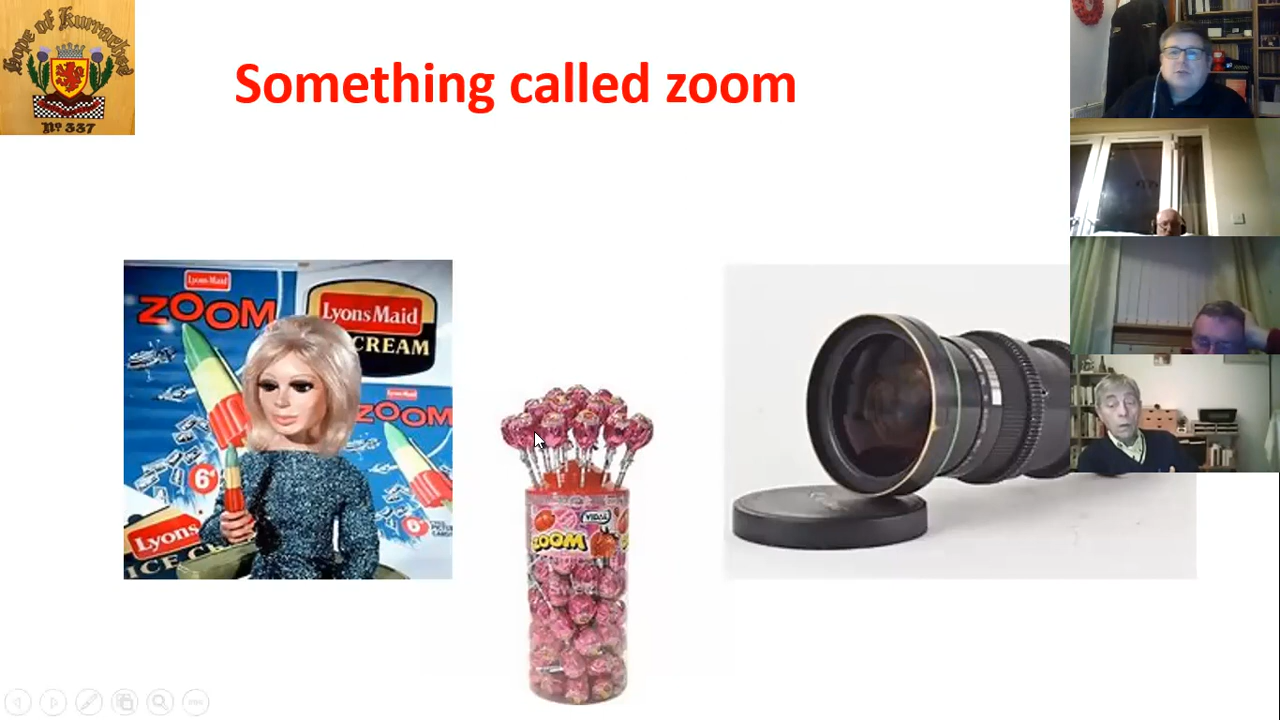 Hope of Kurrachee
Nº 337
Something called zoom
Lyons Maid
ZOOM
Lyons Maid
CREAM
Lyons Maid
ZOOM
6ᵈ
6ᵈ
Lyons
ICE
VIDAL
ZOOM